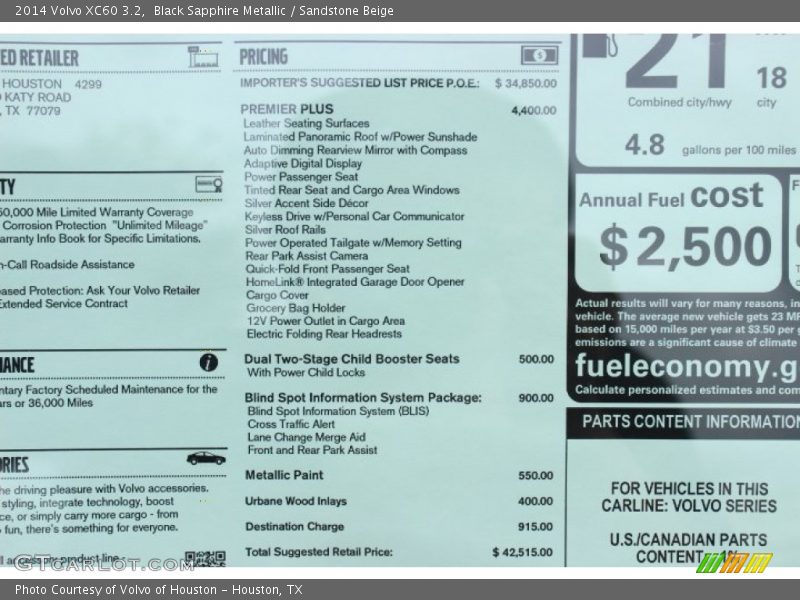 2014 Volvo XC60 3.2, Black Sapphire Metallic / Sandstone Beige
ED RETAILER
HOUSTON 4299
KATY ROAD
, TX 77079
TY
50,000 Mile Limited Warranty Coverage
Corrosion Protection "Unlimited Mileage"
arranty Info Book for Specific Limitations.
n-Call Roadside Assistance
ased Protection: Ask Your Volvo Retailer
Extended Service Contract
NANCE
ntary Factory Scheduled Maintenance for the
ars or 36,000 Miles
ORIES
he driving pleasure with Volvo accessories.
styling, integrate technology, boost
ce, or simply carry more cargo - from
fun, there's something for everyone.
product line
PRICING
IMPORTER'S SUGGESTED LIST PRICE P.O.E.: $ 34,850.00
PREMIER PLUS 4,400.00
Leather Seating Surfaces
Laminated Panoramic Roof w/Power Sunshade
Auto Dimming Rearview Mirror with Compass
Adaptive Digital Display
Power Passenger Seat
Tinted Rear Seat and Cargo Area Windows
Silver Accent Side Décor
Keyless Drive w/Personal Car Communicator
Silver Roof Rails
Power Operated Tailgate w/Memory Setting
Rear Park Assist Camera
Quick-Fold Front Passenger Seat
HomeLink® Integrated Garage Door Opener
Cargo Cover
Grocery Bag Holder
12V Power Outlet in Cargo Area
Electric Folding Rear Headrests
Dual Two-Stage Child Booster Seats 500.00
With Power Child Locks
Blind Spot Information System Package: 900.00
Blind Spot Information System (BLIS)
Cross Traffic Alert
Lane Change Merge Aid
Front and Rear Park Assist
Metallic Paint 550.00
Urbane Wood Inlays 400.00
Destination Charge 915.00
Total Suggested Retail Price: $ 42,515.00
21 18
Combined city/hwy city
4.8 gallons per 100 miles
Annual Fuel cost
$2,500
Actual results will vary for many reasons, in
vehicle. The average new vehicle gets 23 MP
based on 15,000 miles per year at $3.50 per g
emissions are a significant cause of climate
fueleconomy.g
Calculate personalized estimates and com
PARTS CONTENT INFORMATION
FOR VEHICLES IN THIS
CARLINE: VOLVO SERIES
U.S./CANADIAN PARTS
CONTENT
GTcarlot.com
Photo Courtesy of Volvo of Houston - Houston, TX